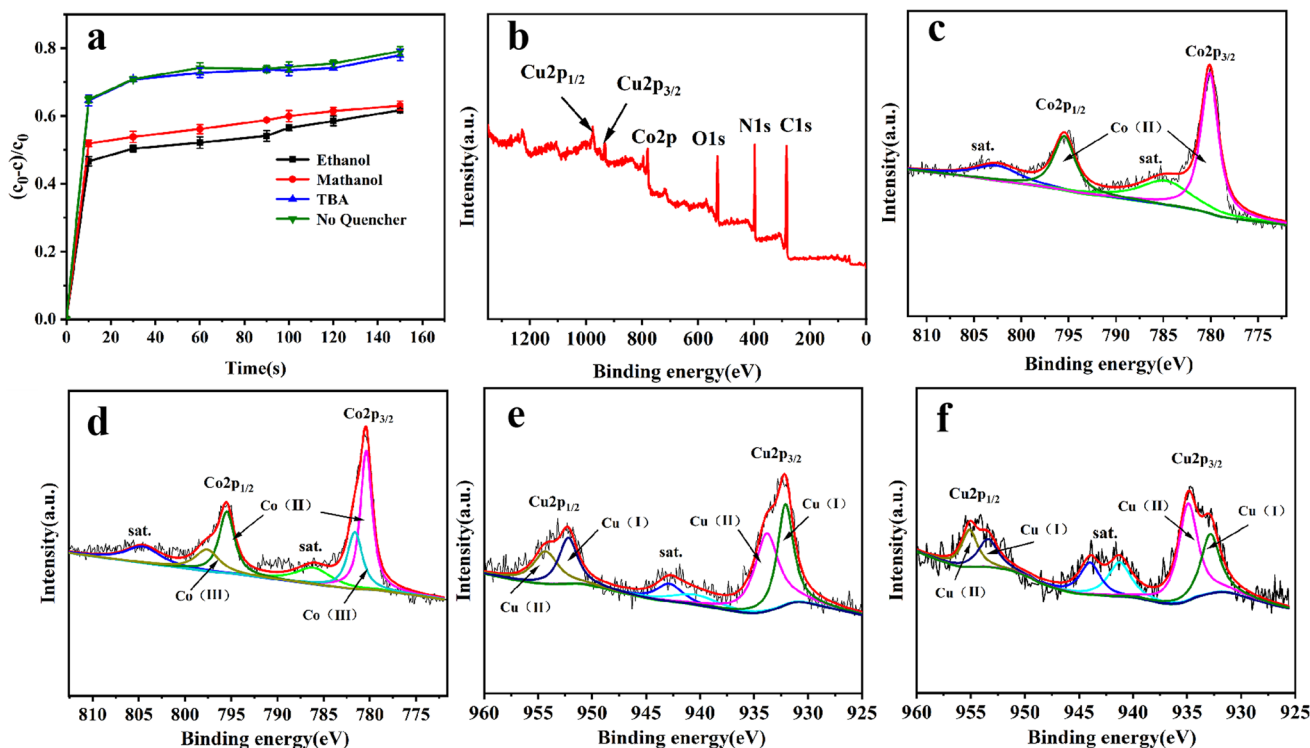 a
(c₀-c)/c₀
0.8
0.6
0.4
0.2
0.0
Ethanol
Mathanol
TBA
No Quencher
0 20 40 60 80 100 120 140 160
Time(s)
b
Intensity(a.u.)
Cu2p1/2
Cu2p3/2
Co2p
O1s
N1s
C1s
1200 1000 800 600 400 200 0
Binding energy(eV)
c
Intensity(a.u.)
Co2p3/2
Co2p1/2
Co（II）
sat.
sat.
810 805 800 795 790 785 780 775
Binding energy(eV)
d
Intensity(a.u.)
Co2p3/2
Co2p1/2
Co（II）
sat.
sat.
Co（III）
Co（III）
810 805 800 795 790 785 780 775
Binding energy(eV)
e
Intensity(a.u.)
Cu2p3/2
Cu2p1/2
Cu（I）
Cu（II）
Cu（I）
sat.
Cu（II）
960 955 950 945 940 935 930 925
Binding energy(eV)
f
Intensity(a.u.)
Cu2p3/2
Cu2p1/2
Cu（II）
Cu（I）
Cu（I）
sat.
Cu（II）
960 955 950 945 940 935 930 925
Binding energy(eV)